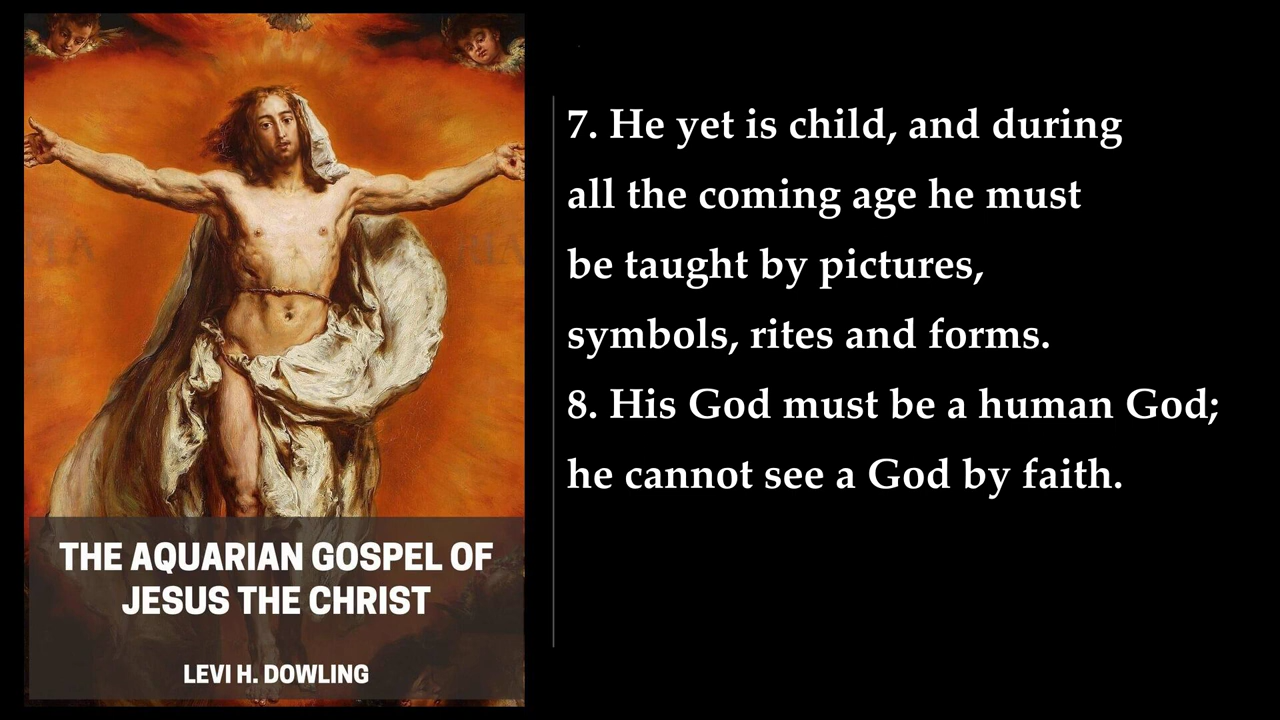 7. He yet is child, and during
all the coming age he must
be taught by pictures,
symbols, rites and forms.
8. His God must be a human God;
he cannot see a God by faith.
THE AQUARIAN GOSPEL OF
JESUS THE CHRIST
LEVI H. DOWLING